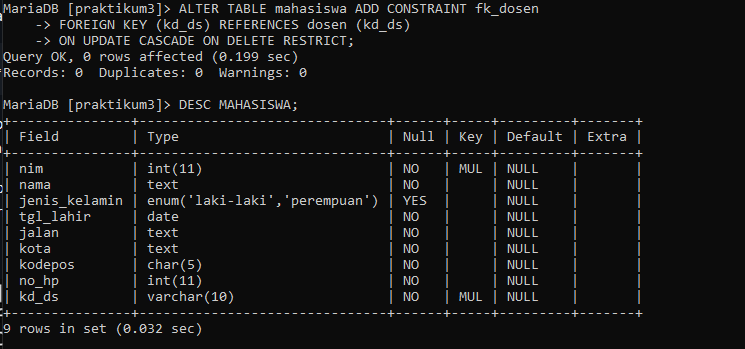 MariaDB [praktikum3]> ALTER TABLE mahasiswa ADD CONSTRAINT fk_dosen
    -> FOREIGN KEY (kd_ds) REFERENCES dosen (kd_ds)
    -> ON UPDATE CASCADE ON DELETE RESTRICT;
Query OK, 0 rows affected (0.199 sec)
Records: 0  Duplicates: 0  Warnings: 0

MariaDB [praktikum3]> DESC MAHASISWA;
+---------------+-------------------------------+------+-----+---------+-------+
| Field         | Type                          | Null | Key | Default | Extra |
+---------------+-------------------------------+------+-----+---------+-------+
| nim           | int(11)                       | NO   | MUL | NULL    |       |
| nama          | text                          | NO   |     | NULL    |       |
| jenis_kelamin | enum('laki-laki','perempuan') | YES  |     | NULL    |       |
| tgl_lahir     | date                          | NO   |     | NULL    |       |
| jalan         | text                          | NO   |     | NULL    |       |
| kota          | text                          | NO   |     | NULL    |       |
| kodepos       | char(5)                       | NO   |     | NULL    |       |
| no_hp         | int(11)                       | NO   |     | NULL    |       |
| kd_ds         | varchar(10)                   | NO   | MUL | NULL    |       |
+---------------+-------------------------------+------+-----+---------+-------+
9 rows in set (0.032 sec)